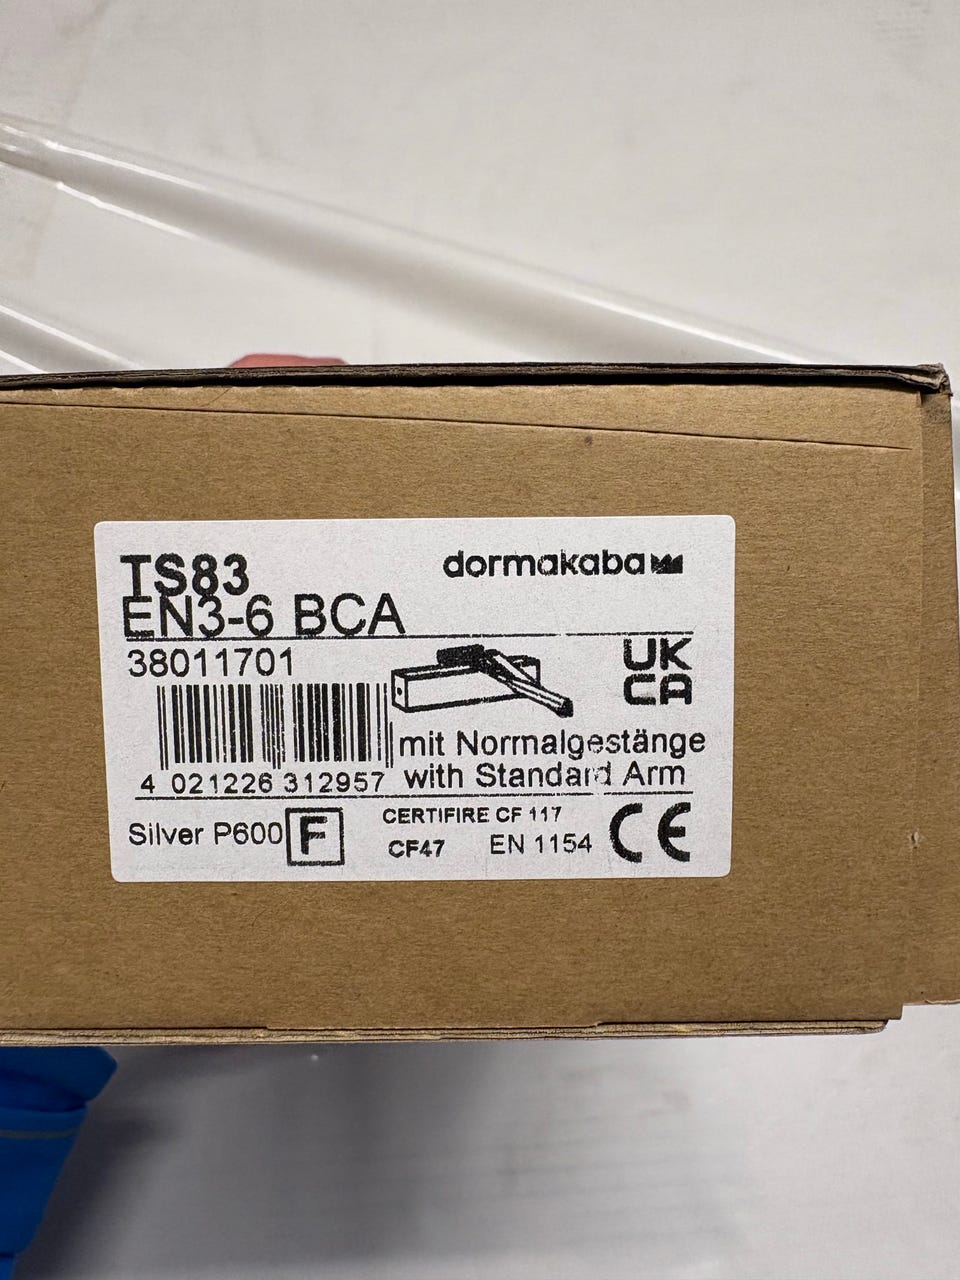 TS83
dormakaba
EN3-6 BCA
38011701
UK
CA
mit Normalgestänge
4 021226 312957
with Standard Arm
Silver P600 F
CERTIFIRE CF 117
CF47 EN 1154
CE